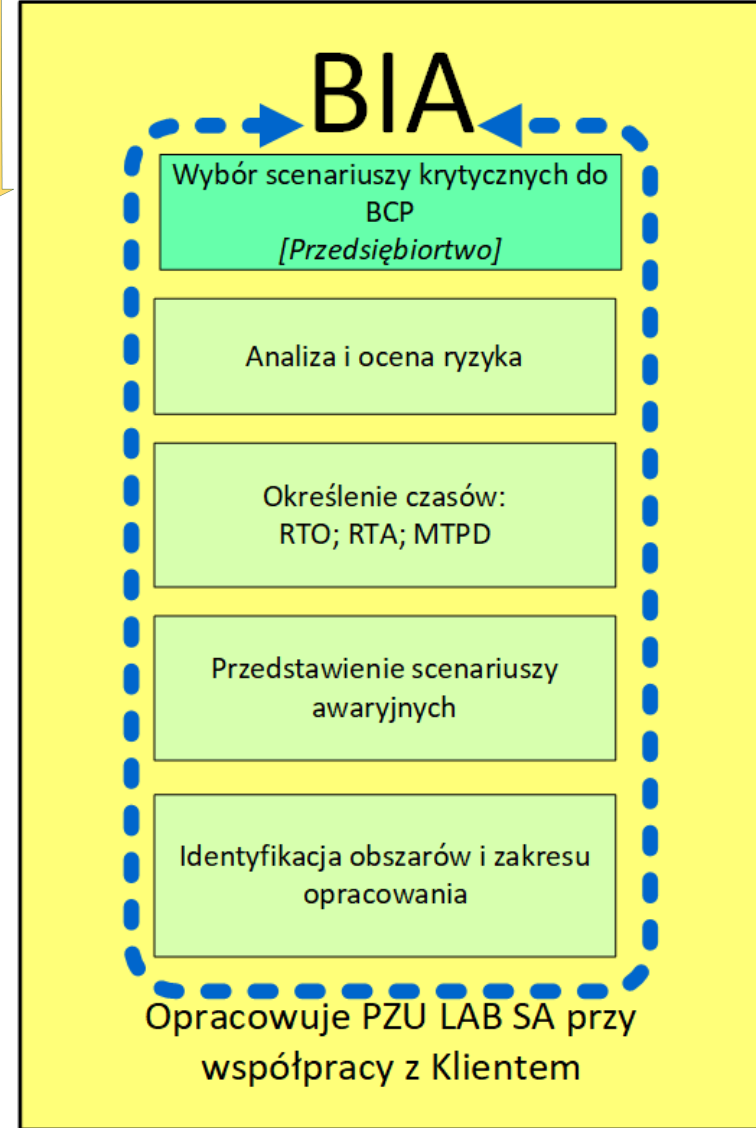 BIA
Wybór scenariuszy krytycznych do
BCP
[Przedsiębiortwo]
Analiza i ocena ryzyka
Określenie czasów:
RTO; RTA; MTPD
Przedstawienie scenariuszy
awaryjnych
Identyfikacja obszarów i zakresu
opracowania
Opracowuje PZU LAB SA przy
współpracy z Klientem